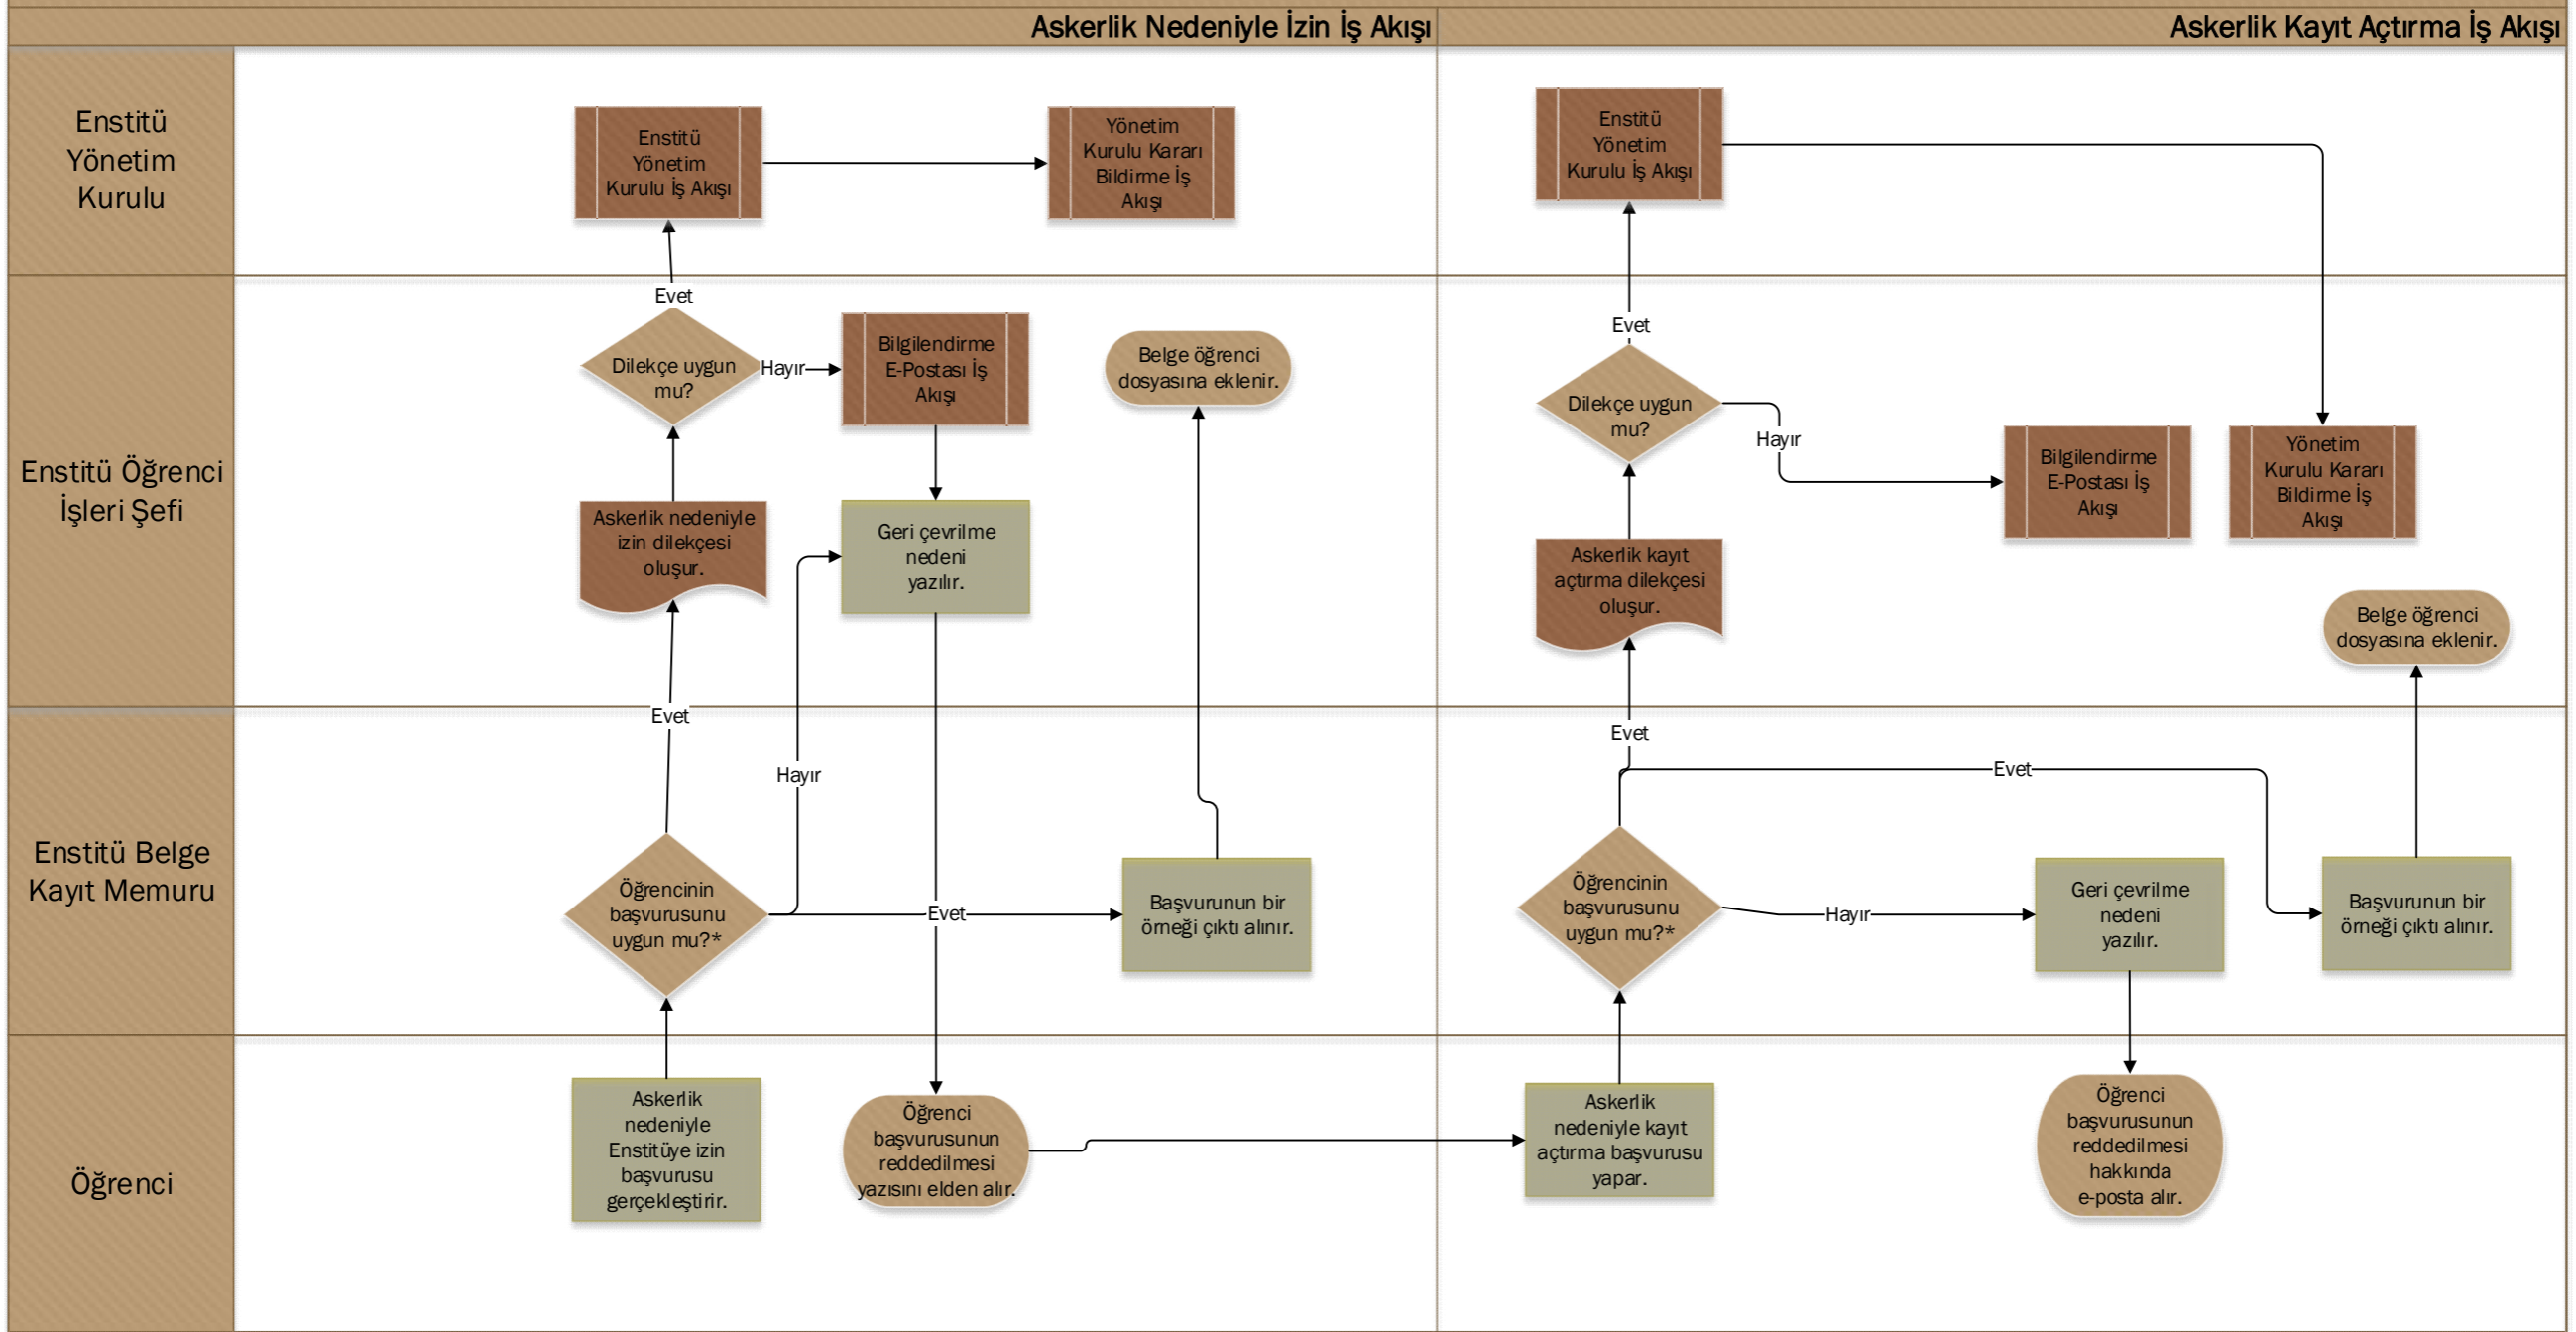 Askerlik Nedeniyle İzin İş Akışı
Askerlik Kayıt Açtırma İş Akışı
Enstitü
Yönetim
Kurulu
Enstitü
Yönetim
Kurulu İş Akışı
Yönetim
Kurulu Kararı
Bildirme İş
Akışı
Enstitü
Yönetim
Kurulu İş Akışı
Enstitü Öğrenci
İşleri Şefi
Evet
Dilekçe uygun
mu?
Hayır
Bilgilendirme
E-Postası İş
Akışı
Belge öğrenci
dosyasına eklenir.
Askerlik nedeniyle
izin dilekçesi
oluşur.
Geri çevrilme
nedeni
yazılır.
Evet
Dilekçe uygun
mu?
Hayır
Bilgilendirme
E-Postası İş
Akışı
Yönetim
Kurulu Kararı
Bildirme İş
Akışı
Askerlik kayıt
açtırma dilekçesi
oluşur.
Belge öğrenci
dosyasına eklenir.
Enstitü Belge
Kayıt Memuru
Evet
Hayır
Öğrencinin
başvurusunu
uygun mu?*
Evet
Başvurunun bir
örneği çıktı alınır.
Evet
Evet
Öğrencinin
başvurusunu
uygun mu?*
Hayır
Geri çevrilme
nedeni
yazılır.
Başvurunun bir
örneği çıktı alınır.
Öğrenci
Askerlik
nedeniyle
Enstitüye izin
başvurusu
gerçekleştirir.
Öğrenci
başvurusunun
reddedilmesi
yazısını elden alır.
Askerlik
nedeniyle kayıt
açtırma başvurusu
yapar.
Öğrenci
başvurusunun
reddedilmesi
hakkında
e-posta alır.